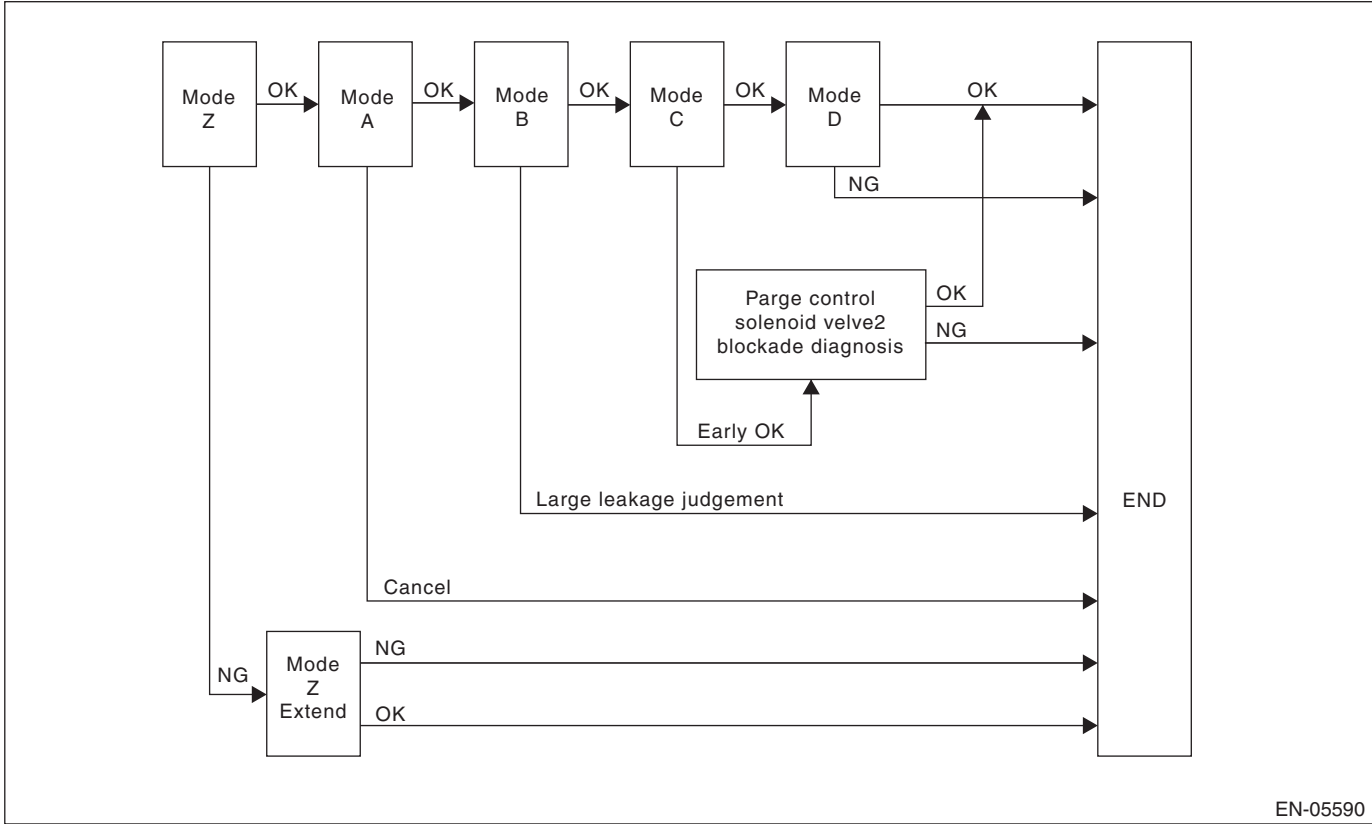 Mode
Z
OK
Mode
A
OK
Mode
B
OK
Mode
C
OK
Mode
D
OK
NG
Parge control
solenoid velve2
blockade diagnosis
OK
NG
Early OK
Large leakage judgement
END
Cancel
NG
Mode
Z
Extend
NG
OK
EN-05590